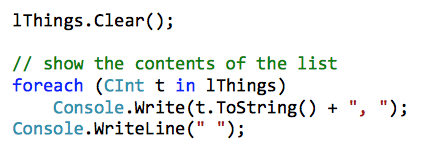 lThings.Clear();
// show the contents of the list
foreach (CInt t in lThings)
Console.Write(t.ToString() + ", ");
Console.WriteLine(" ");